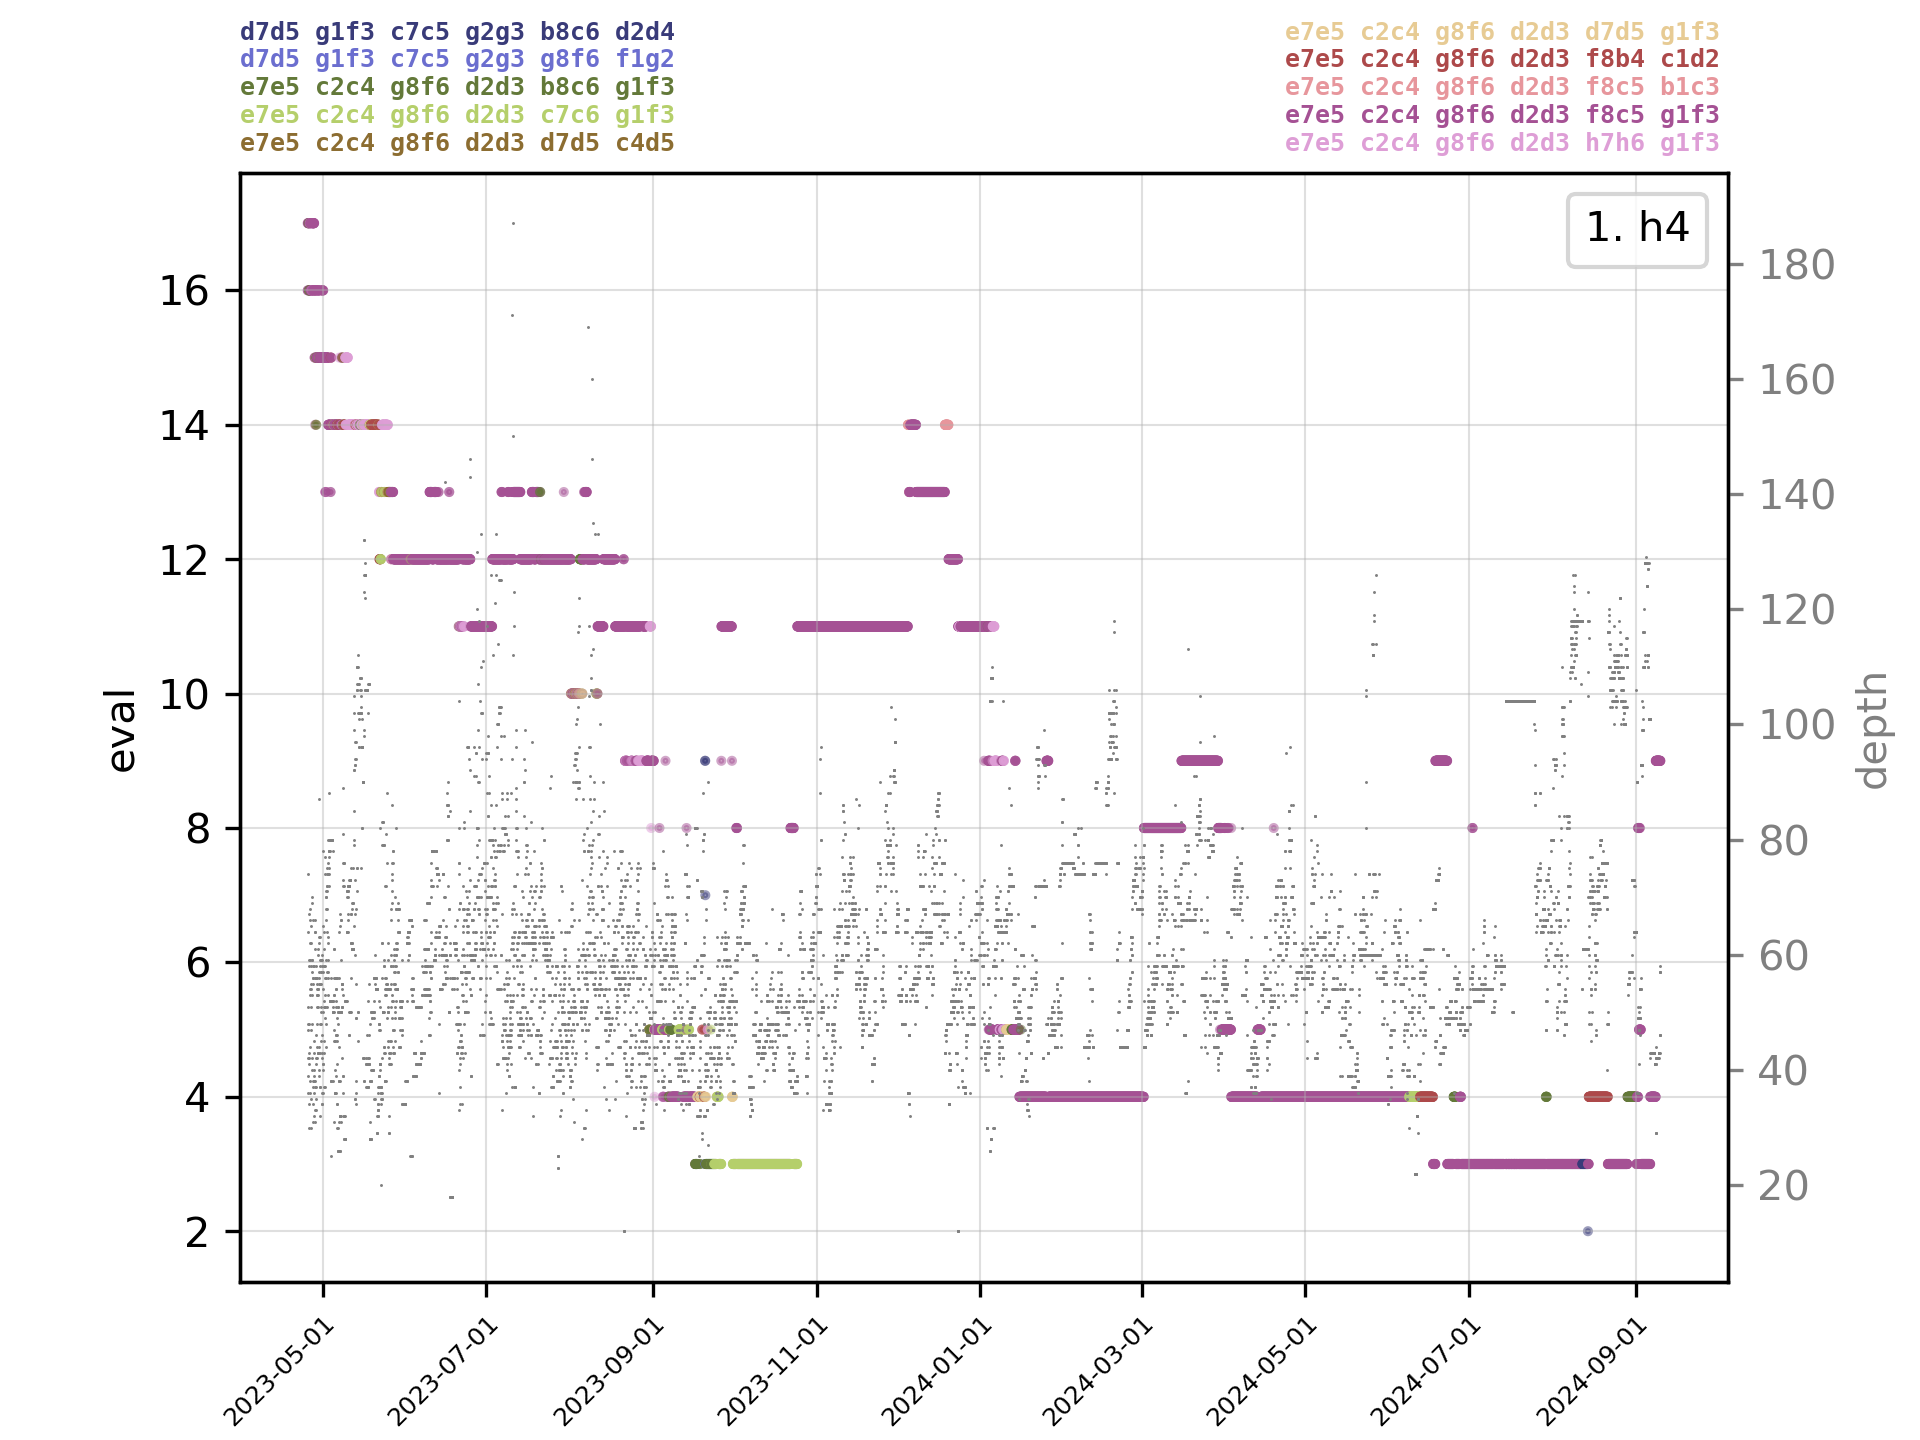 d7d5 g1f3 c7c5 g2g3 b8c6 d2d4
d7d5 g1f3 c7c5 g2g3 g8f6 f1g2
e7e5 c2c4 g8f6 d2d3 b8c6 g1f3
e7e5 c2c4 g8f6 d2d3 c7c6 g1f3
e7e5 c2c4 g8f6 d2d3 d7d5 c4d5
e7e5 c2c4 g8f6 d2d3 d7d5 g1f3
e7e5 c2c4 g8f6 d2d3 f8b4 c1d2
e7e5 c2c4 g8f6 d2d3 f8c5 b1c3
e7e5 c2c4 g8f6 d2d3 f8c5 g1f3
e7e5 c2c4 g8f6 d2d3 h7h6 g1f3
1. h4
eval
16
14
12
10
8
6
4
2
180
160
140
120
100
80
60
40
20
depth
2023-05-01
2023-07-01
2023-09-01
2023-11-01
2024-01-01
2024-03-01
2024-05-01
2024-07-01
2024-09-01